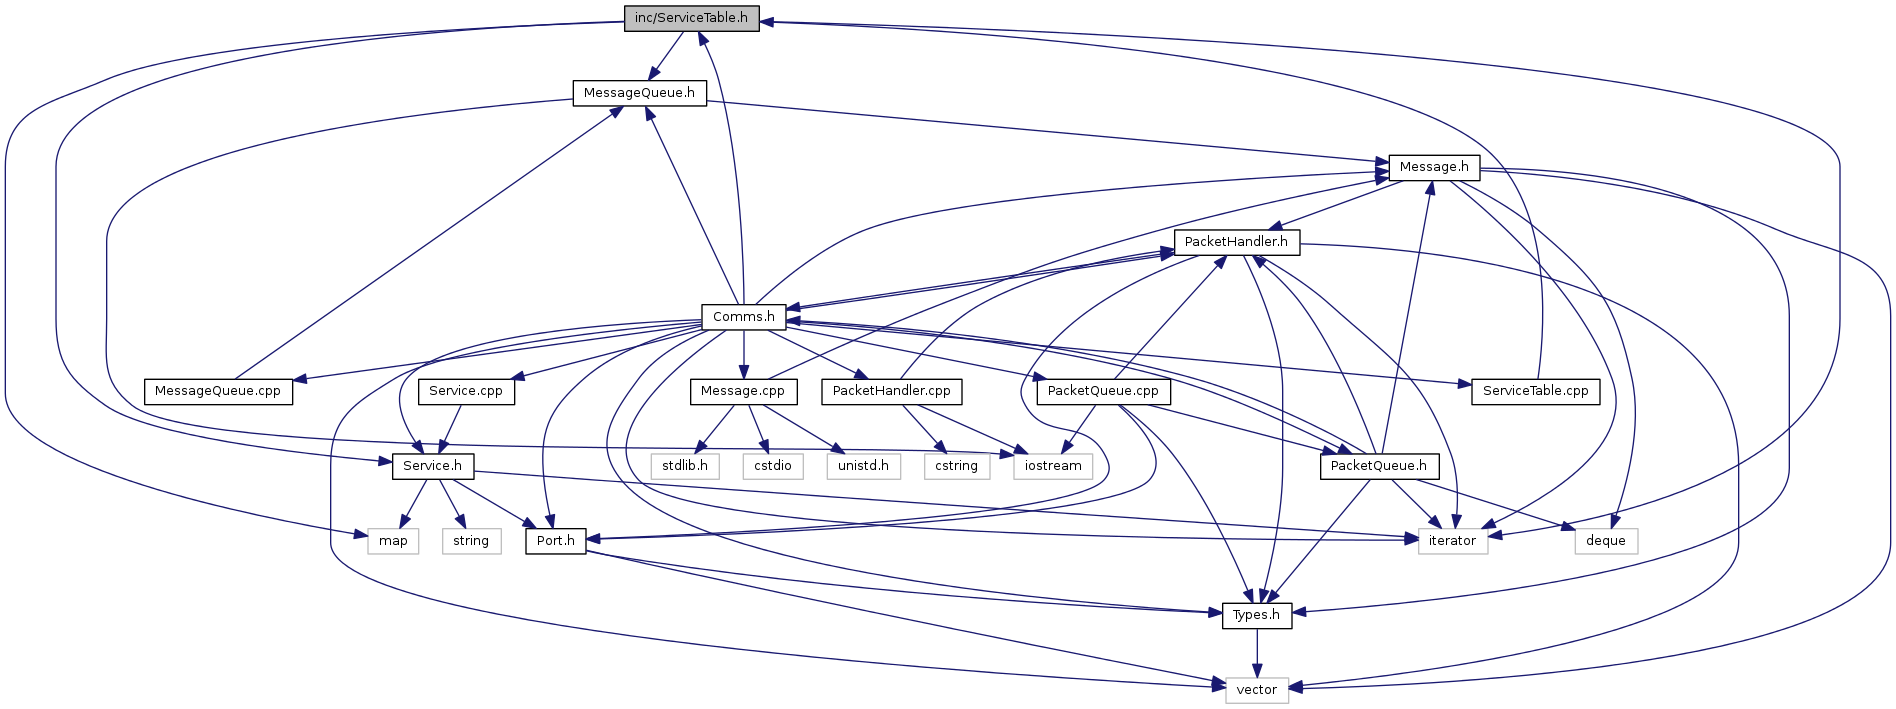 inc/ServiceTable.h
MessageQueue.h
Message.h
PacketHandler.h
Comms.h
MessageQueue.cpp
Service.cpp
Message.cpp
PacketHandler.cpp
PacketQueue.cpp
ServiceTable.cpp
Service.h
stdlib.h
cstdio
unistd.h
cstring
iostream
PacketQueue.h
map
string
Port.h
iterator
deque
Types.h
vector